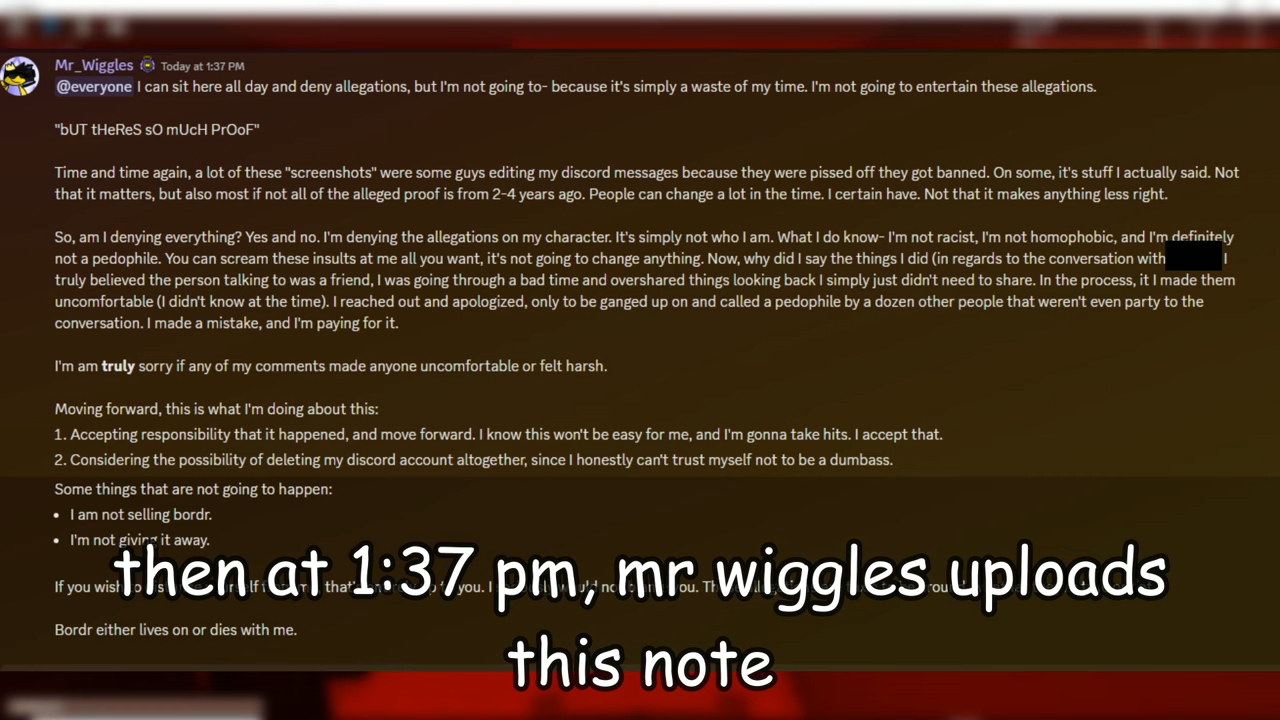 Mr_Wiggles Today at 1:37 PM
@everyone I can sit here all day and deny allegations, but I'm not going to- because it's simply a waste of my time. I'm not going to entertain these allegations.
"bUT tHeReS sO mUcH PrOoF"
Time and time again, a lot of these "screenshots" were some guys editing my discord messages because they were pissed off they got banned. On some, it's stuff I actually said. Not
that it matters, but also most if not all of the alleged proof is from 2-4 years ago. People can change a lot in the time. I certain have. Not that it makes anything less right.
So, am I denying everything? Yes and no. I'm denying the allegations on my character. It's simply not who I am. What I do know- I'm not racist, I'm not homophobic, and I'm definitely
not a pedophile. You can scream these insults at me all you want, it's not going to change anything. Now, why did I say the things I did (in regards to the conversation with I
truly believed the person talking to was a friend, I was going through a bad time and overshared things looking back I simply just didn't need to share. In the process, it I made them
uncomfortable (I didn't know at the time). I reached out and apologized, only to be ganged up on and called a pedophile by a dozen other people that weren't even party to the
conversation. I made a mistake, and I'm paying for it.
I'm am truly sorry if any of my comments made anyone uncomfortable or felt harsh.
Moving forward, this is what I'm doing about this:
1. Accepting responsibility that it happened, and move forward. I know this won't be easy for me, and I'm gonna take hits. I accept that.
2. Considering the possibility of deleting my discord account altogether, since I honestly can't trust myself not to be a dumbass.
Some things that are not going to happen:
• I am not selling bordr.
• I'm not giving it away.
If you wish
then at 1:37 pm, mr wiggles uploads
Bordr either lives on or dies with me.
this note